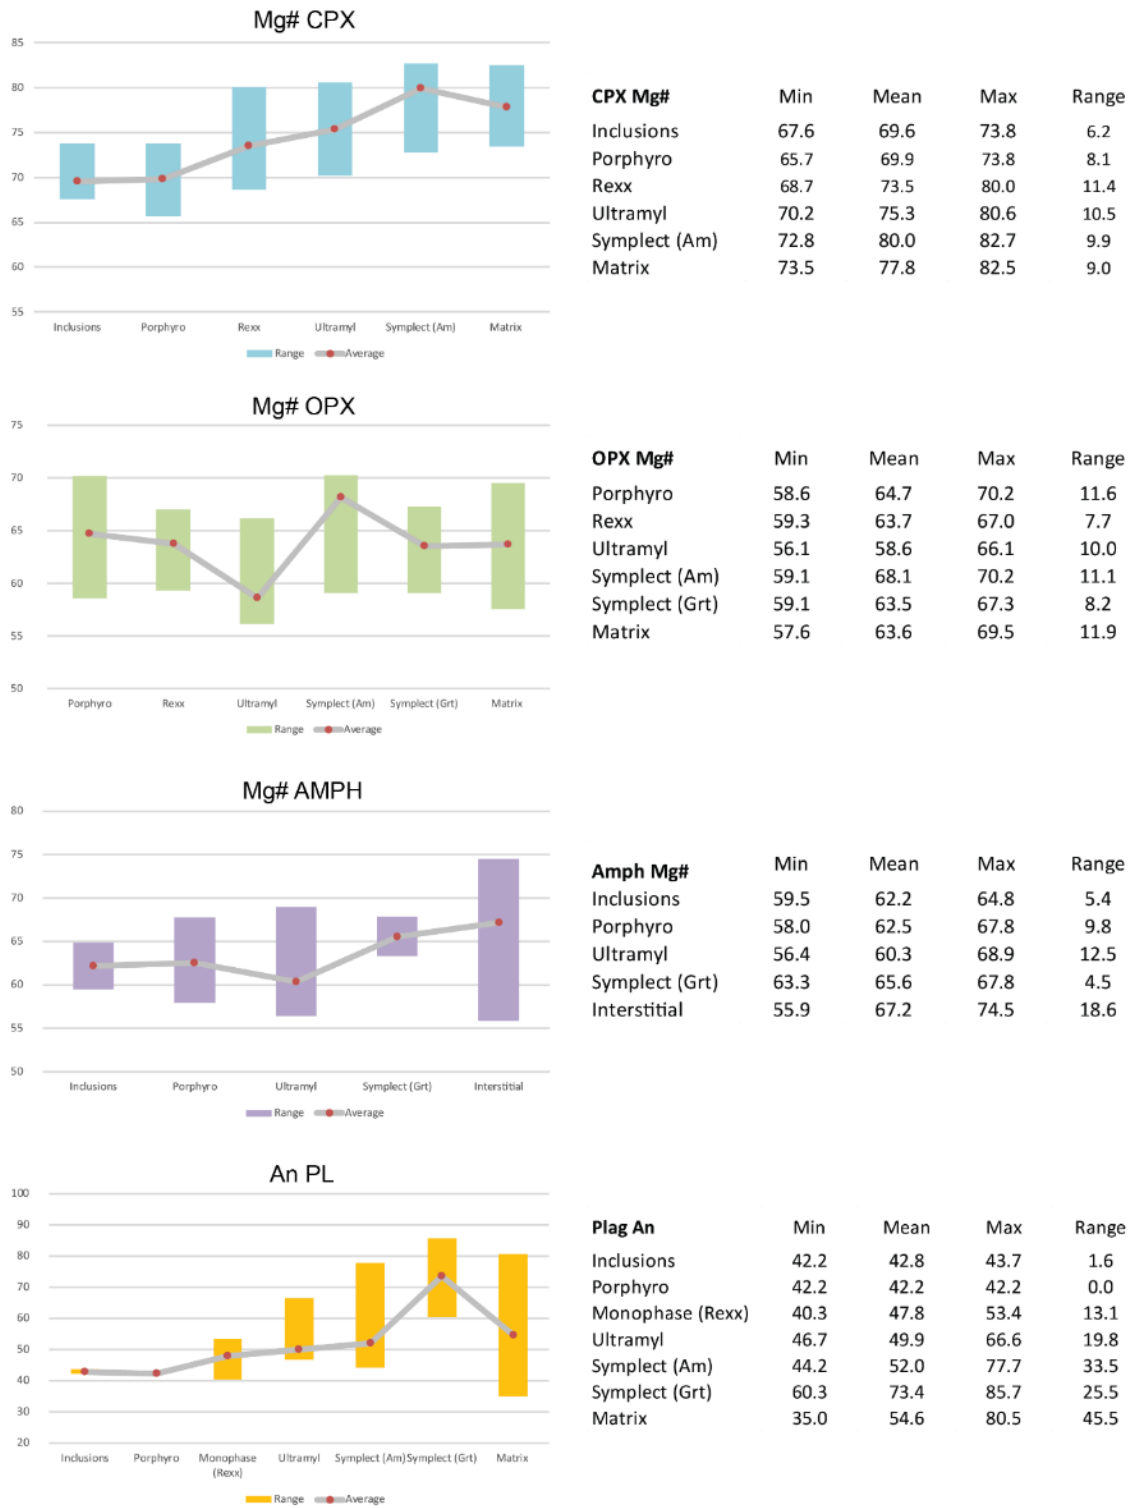 Mg# CPX
85
80
75
70
65
60
55
Inclusions Porphyro Rexx Ultramyl Symplect (Am) Matrix
Range Average
CPX Mg# Min Mean Max Range
Inclusions 67.6 69.6 73.8 6.2
Porphyro 65.7 69.9 73.8 8.1
Rexx 68.7 73.5 80.0 11.4
Ultramyl 70.2 75.3 80.6 10.5
Symplect (Am) 72.8 80.0 82.7 9.9
Matrix 73.5 77.8 82.5 9.0
Mg# OPX
75
70
65
60
55
50
Porphyro Rexx Ultramyl Symplect (Am) Symplect (Grt) Matrix
Range Average
OPX Mg# Min Mean Max Range
Porphyro 58.6 64.7 70.2 11.6
Rexx 59.3 63.7 67.0 7.7
Ultramyl 56.1 58.6 66.1 10.0
Symplect (Am) 59.1 68.1 70.2 11.1
Symplect (Grt) 59.1 63.5 67.3 8.2
Matrix 57.6 63.6 69.5 11.9
Mg# AMPH
80
75
70
65
60
55
50
Inclusions Porphyro Ultramyl Symplect (Grt) Interstitial
Range Average
Amph Mg# Min Mean Max Range
Inclusions 59.5 62.2 64.8 5.4
Porphyro 58.0 62.5 67.8 9.8
Ultramyl 56.4 60.3 68.9 12.5
Symplect (Grt) 63.3 65.6 67.8 4.5
Interstitial 55.9 67.2 74.5 18.6
An PL
100
90
80
70
60
50
40
30
20
Inclusions Porphyro Monophase Ultramyl Symplect (Am) Symplect (Grt) Matrix
(Rexx)
Range Average
Plag An Min Mean Max Range
Inclusions 42.2 42.8 43.7 1.6
Porphyro 42.2 42.2 42.2 0.0
Monophase (Rexx) 40.3 47.8 53.4 13.1
Ultramyl 46.7 49.9 66.6 19.8
Symplect (Am) 44.2 52.0 77.7 33.5
Symplect (Grt) 60.3 73.4 85.7 25.5
Matrix 35.0 54.6 80.5 45.5